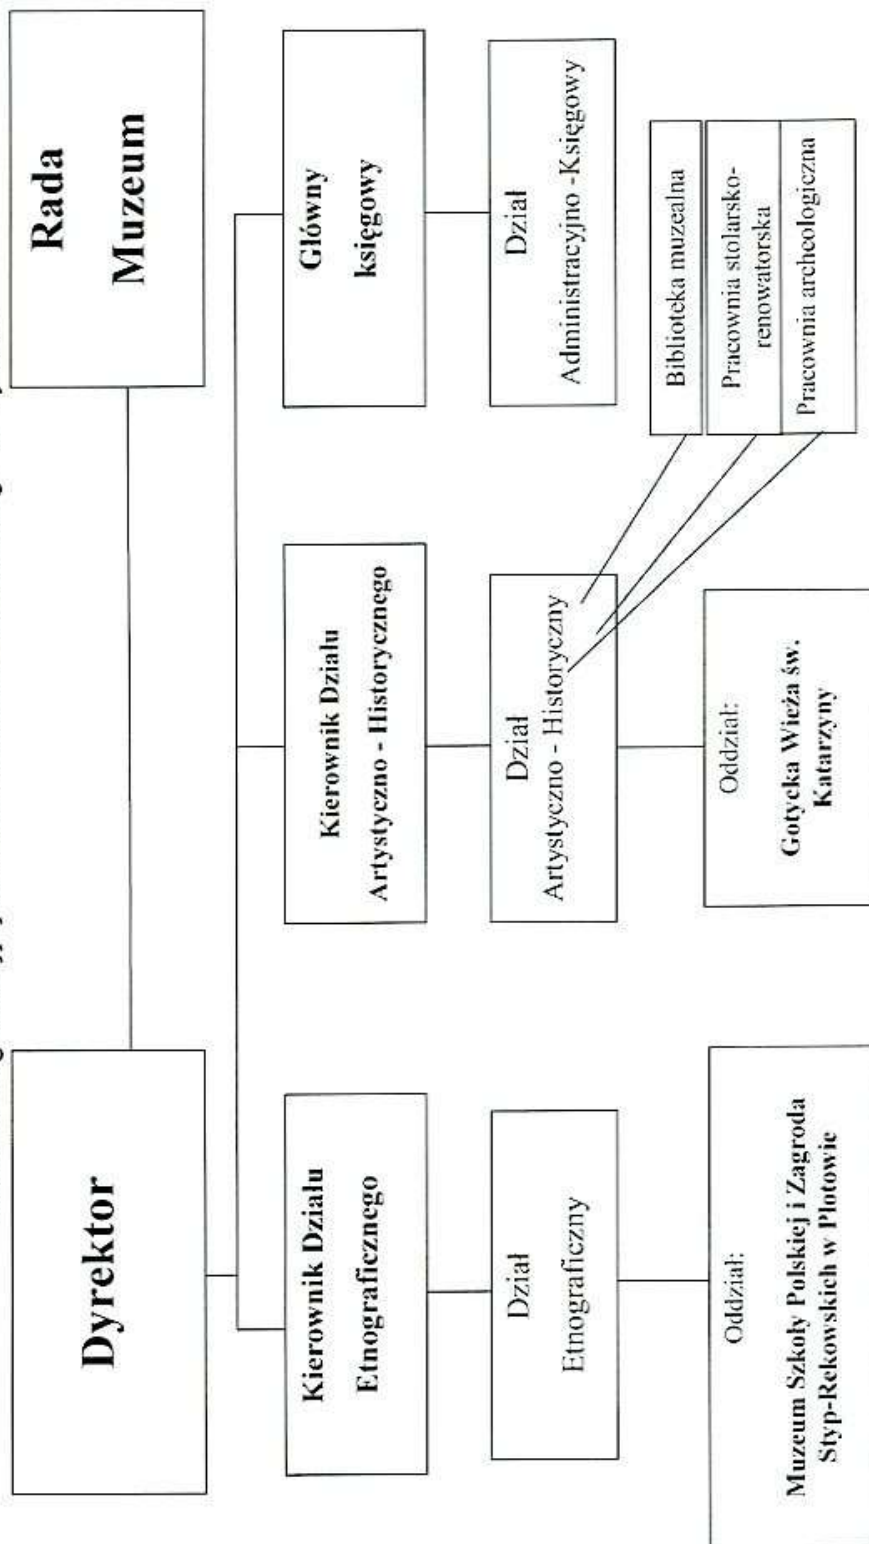 Dyrektor
Rada
Muzeum
Kierownik Działu
Etnograficznego
Kierownik Działu
Artystyczno - Historycznego
Główny
księgowy
Dział
Etnograficzny
Dział
Artystyczno - Historyczny
Dział
Administracyjno -Księgowy
Biblioteka muzealna
Pracownia stolarsko-
renowatorska
Pracownia archeologiczna
Oddział:
Muzeum Szkoły Polskiej i Zagroda
Styp-Rekowskich w Płotowie
Oddział:
Gotycka Wieża św.
Katarzyny